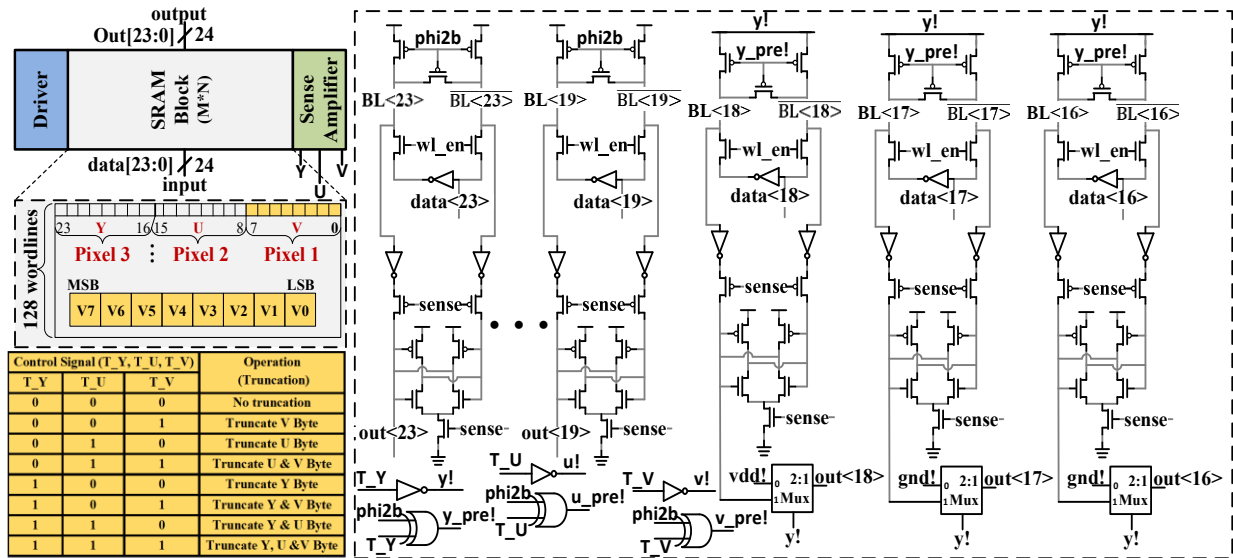 output
Out[23:0] 24
Driver
SRAM
Block
(M*N)
Sense
Amplifier
data[23:0] 24
input
Y
U
V
128 wordlines
23 Y 16 15 U 8 7 V 0
Pixel 3 Pixel 2 Pixel 1
MSB LSB
V7 V6 V5 V4 V3 V2 V1 V0
Control Signal (T_Y, T_U, T_V) Operation
(Truncation)
T_Y T_U T_V
0 0 0 No truncation
0 0 1 Truncate V Byte
0 1 0 Truncate U Byte
0 1 1 Truncate U & V Byte
1 0 0 Truncate Y Byte
1 0 1 Truncate Y & V Byte
1 1 0 Truncate Y & U Byte
1 1 1 Truncate Y, U &V Byte
y! y! y!
phi2b phi2b y_pre! y_pre! y_pre!
BL<23> BL<23> BL<19> BL<19> BL<18> BL<18> BL<17> BL<17> BL<16> BL<16>
wl_en wl_en wl_en wl_en wl_en
data<23> data<19> data<18> data<17> data<16>
sense sense sense sense sense
sense- sense- sense- sense- sense-
out<23> out<19>
T_Y y!
phi2b
T_Y y_pre!
T_U u!
phi2b
T_U u_pre!
T_V v!
phi2b
T_V v_pre!
vdd! 0 2:1 out<18>
1 Mux
y!
gnd! 0 2:1 out<17>
1 Mux
y!
gnd! 0 2:1 out<16>
1 Mux
y!